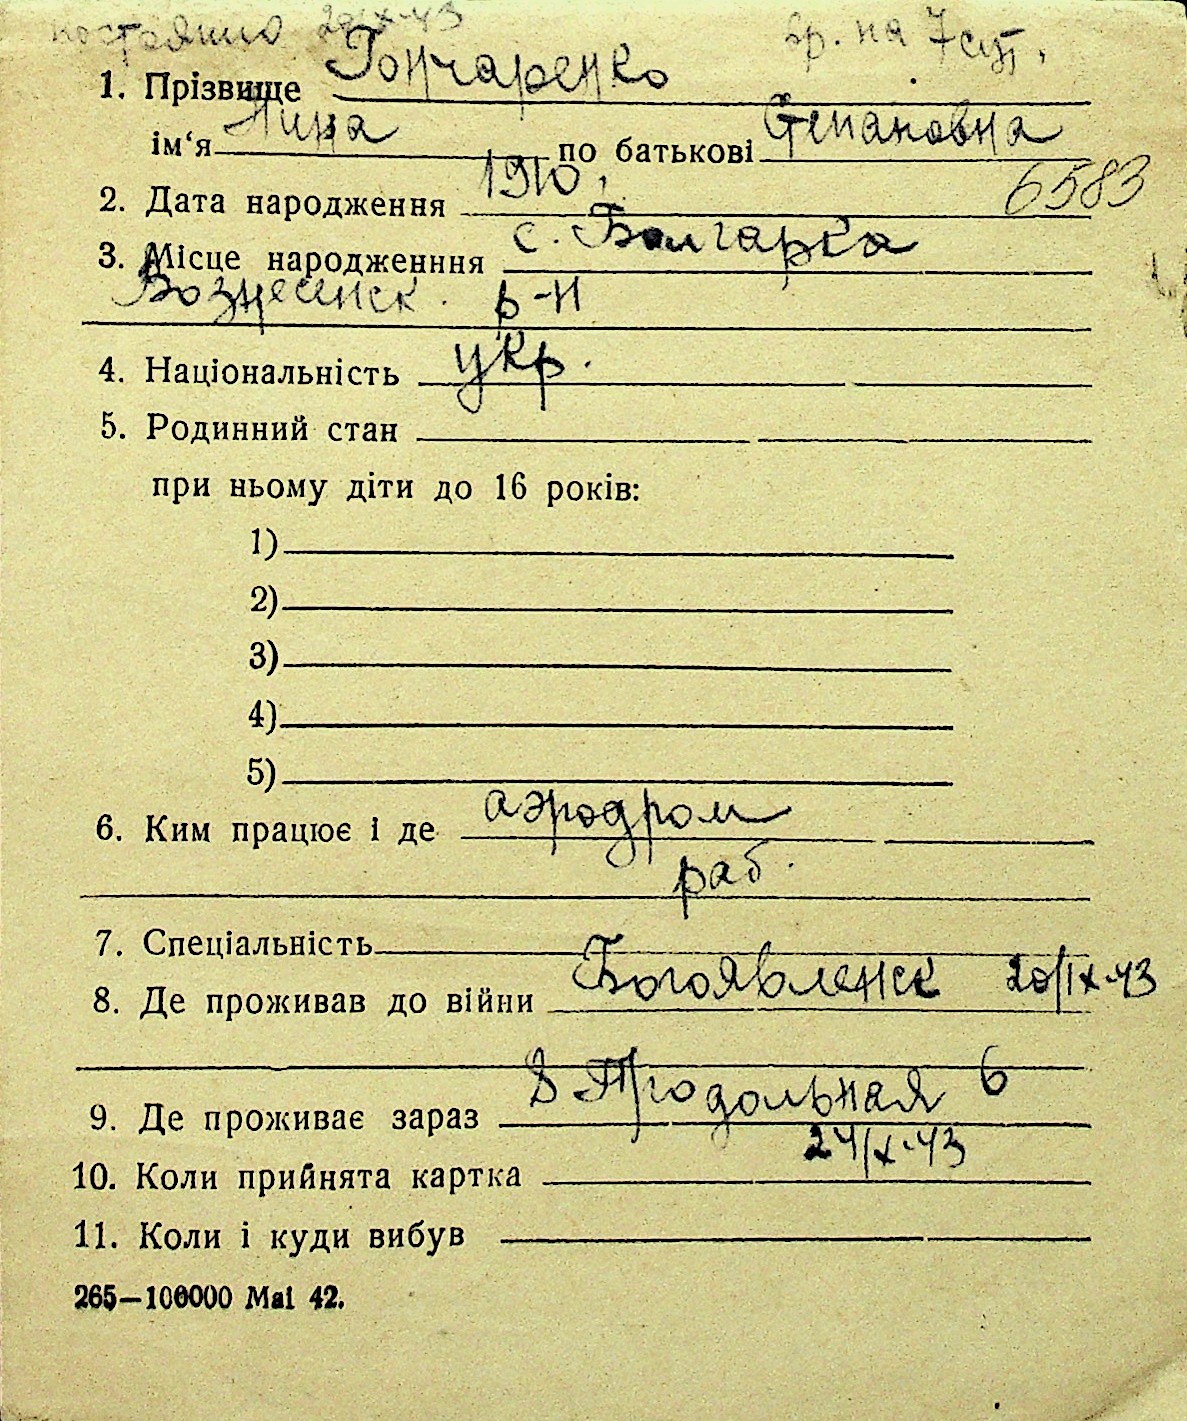 постоянно 29/X-43 вр. на 7 сут.
1. Прізвище Гончаренко
ім‘я Нина по батькові Степановна
2. Дата народження 1910, 6583
3. Місце народженння с. Болгарка
Вознесенск. р-н
4. Національність укр.
5. Родинний стан
при ньому діти до 16 років:
1)
2)
3)
4)
5)
6. Ким працює і де аэродром
раб.
7. Спеціальність
8. Де проживав до війни Богоявленск 20/IX-43
9. Де проживає зараз 8 Продольная 6
10. Коли прийнята картка 24/X-43
11. Коли і куди вибув
265—100000 Mai 42.